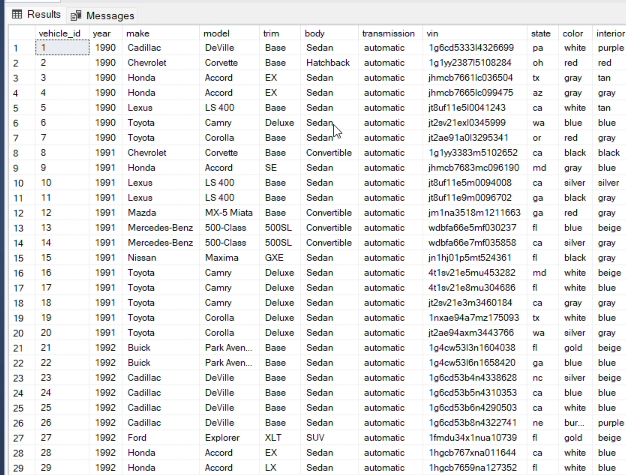 Results Messages
vehicle_id year make model trim body transmission vin state color interior
1 1 1990 Cadillac DeVille Base Sedan automatic 1g6cd5333l4326699 pa white purple
2 2 1990 Chevrolet Corvette Base Hatchback automatic 1g1yy2387l5108284 oh red red
3 3 1990 Honda Accord EX Sedan automatic jhmcb7661lc036504 tx gray tan
4 4 1990 Honda Accord EX Sedan automatic jhmcb7665lc099475 az gray gray
5 5 1990 Lexus LS 400 Base Sedan automatic jt8uf11e5l0041243 ca white tan
6 6 1990 Toyota Camry Deluxe Sedan automatic jt2sv21exl0345999 wa blue blue
7 7 1990 Toyota Corolla Base Sedan automatic jt2ae91a0l3295341 or red gray
8 8 1991 Chevrolet Corvette Base Convertible automatic 1g1yy3383m5102652 ca black black
9 9 1991 Honda Accord SE Sedan automatic jhmcb7683mc096190 md gray blue
10 10 1991 Lexus LS 400 Base Sedan automatic jt8uf11e5m0094008 ca silver silver
11 11 1991 Lexus LS 400 Base Sedan automatic jt8uf11e9m0096702 ga black gray
12 12 1991 Mazda MX-5 Miata Base Convertible automatic jm1na3518m1211663 ga red gray
13 13 1991 Mercedes-Benz 500-Class 500SL Convertible automatic wdbfa66e5mf030237 fl blue beige
14 14 1991 Mercedes-Benz 500-Class 500SL Convertible automatic wdbfa66e7mf035858 ca silver gray
15 15 1991 Nissan Maxima GXE Sedan automatic jn1hj01p5mt524361 fl black gray
16 16 1991 Toyota Camry Deluxe Sedan automatic 4t1sv21e5mu453282 md white beige
17 17 1991 Toyota Camry Deluxe Sedan automatic 4t1sv21e8mu304686 fl white blue
18 18 1991 Toyota Camry Deluxe Sedan automatic jt2sv21e3m3460184 ca gray gray
19 19 1991 Toyota Corolla Deluxe Sedan automatic 1nxae94a7mz175093 tx white blue
20 20 1991 Toyota Corolla Deluxe Sedan automatic jt2ae94axm3443766 wa silver gray
21 21 1992 Buick Park Aven... Base Sedan automatic 1g4cw53l3n1604038 fl gold beige
22 22 1992 Buick Park Aven... Base Sedan automatic 1g4cw53l6n1658420 ga blue blue
23 23 1992 Cadillac DeVille Base Sedan automatic 1g6cd53b4n4338628 nc silver beige
24 24 1992 Cadillac DeVille Base Sedan automatic 1g6cd53b5n4310353 ca blue blue
25 25 1992 Cadillac DeVille Base Sedan automatic 1g6cd53b6n4290503 ca white blue
26 26 1992 Cadillac DeVille Base Sedan automatic 1g6cd53b8n4322741 ne bur... purple
27 27 1992 Ford Explorer XLT SUV automatic 1fmdu34x1nua10739 fl gold beige
28 28 1992 Honda Accord EX Sedan automatic 1hgcb767xna011644 ca white blue
29 29 1992 Honda Accord LX Sedan automatic 1hgcb7659na127352 fl white blue